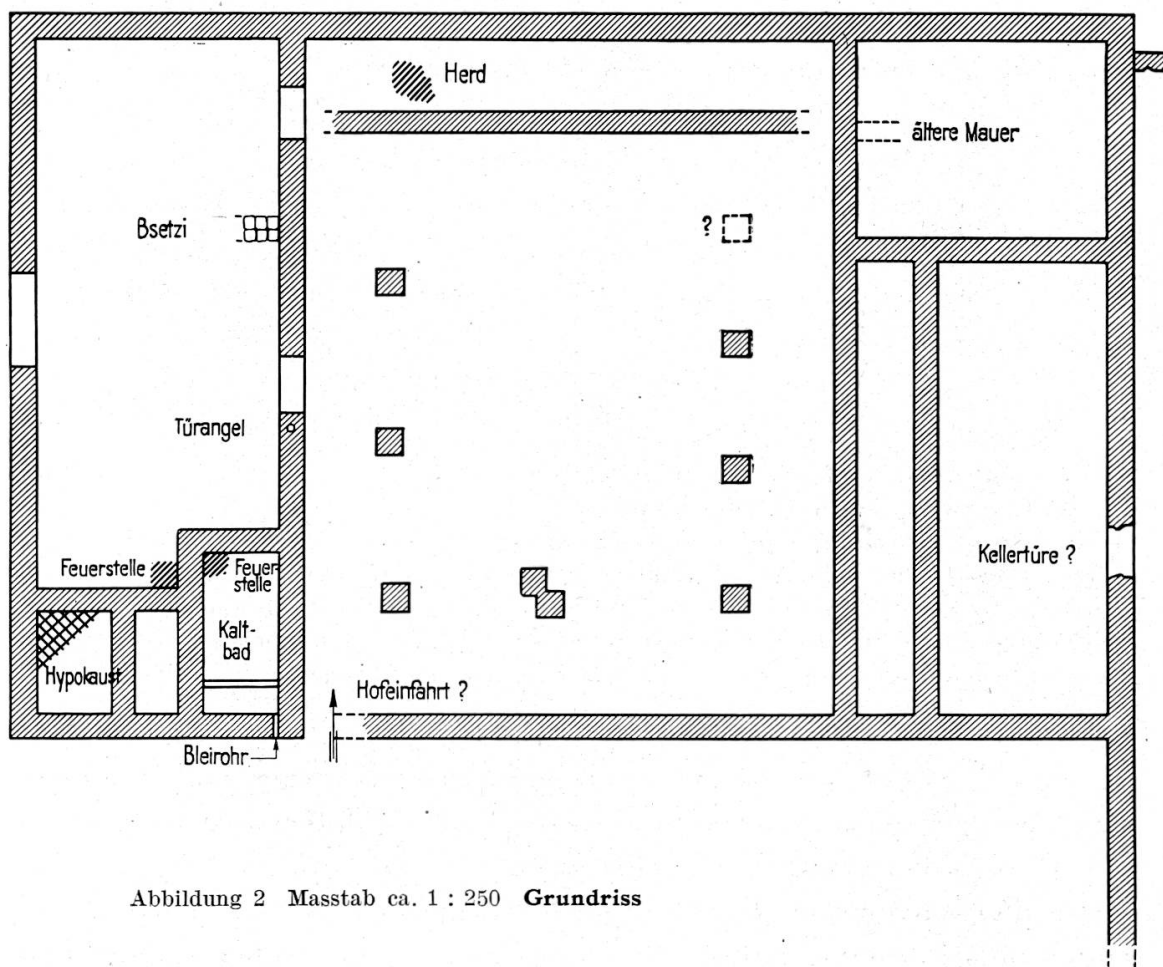 Herd
ältere Mauer
Bsetzi
?
Türangel
Feuerstelle
Feuer-
stelle
Kellertüre ?
Kalt-
bad
Hypokaust
Hofeinfahrt ?
Bleirohr
Abbildung 2 Masstab ca. 1 : 250 Grundriss